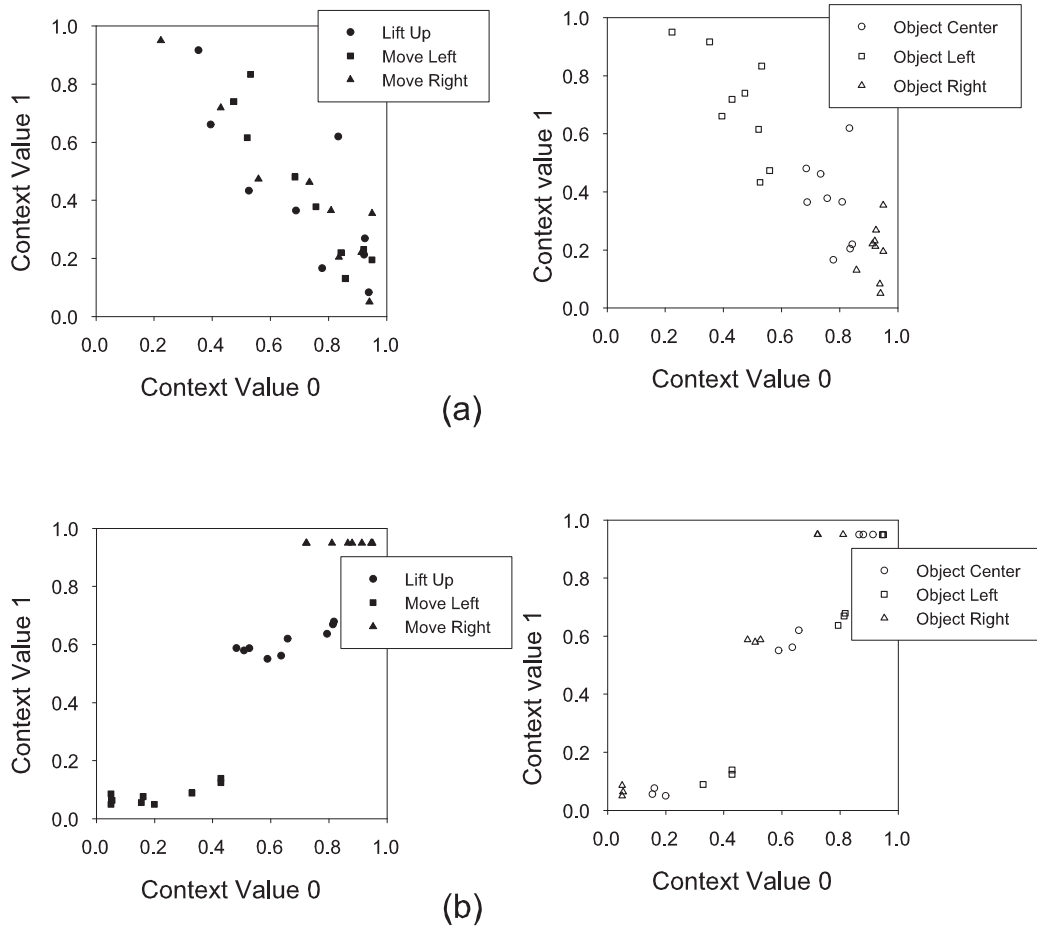 Lift Up
Move Left
Move Right
Context Value 1
1.0
0.8
0.6
0.4
0.2
0.0
0.0 0.2 0.4 0.6 0.8 1.0
Context Value 0
Object Center
Object Left
Object Right
Context value 1
1.0
0.8
0.6
0.4
0.2
0.0
0.0 0.2 0.4 0.6 0.8 1.0
Context Value 0
(a)
Lift Up
Move Left
Move Right
Context Value 1
1.0
0.8
0.6
0.4
0.2
0.0
0.0 0.2 0.4 0.6 0.8 1.0
Context Value 0
Object Center
Object Left
Object Right
Context value 1
1.0
0.8
0.6
0.4
0.2
0.0
0.0 0.2 0.4 0.6 0.8 1.0
Context Value 0
(b)